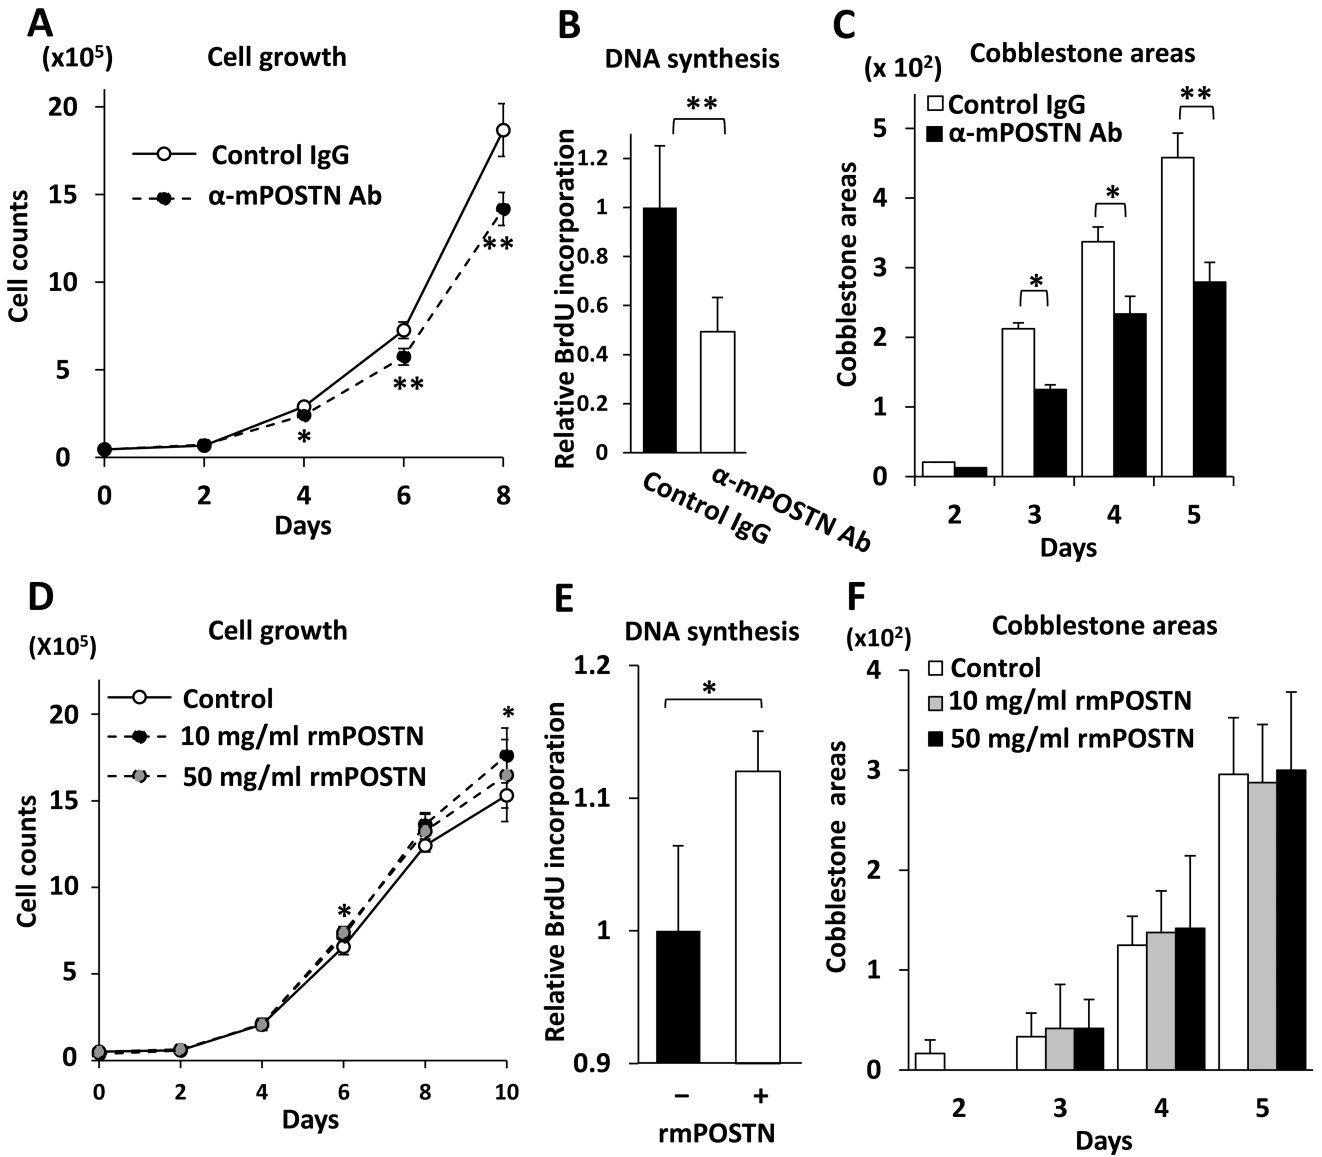 A
(x10⁵)
Cell growth
20
15
10
5
0
Cell counts
Control IgG
α-mPOSTN Ab
*
**
**
0 2 4 6 8
Days
B
DNA synthesis
**
Relative BrdU incorporation
1.2
1
0.8
0.6
0.4
0.2
0
Control IgG
α-mPOSTN Ab
C
(x 10²)
Cobblestone areas
Control IgG
α-mPOSTN Ab
Cobblestone areas
5
4
3
2
1
0
*
*
**
2 3 4 5
Days
D
(X10⁵)
Cell growth
Control
10 mg/ml rmPOSTN
50 mg/ml rmPOSTN
Cell counts
20
15
10
5
0
*
*
0 2 4 6 8 10
Days
E
DNA synthesis
*
Relative BrdU incorporation
1.2
1.1
1
0.9
− +
rmPOSTN
F
(x10²)
Cobblestone areas
Control
10 mg/ml rmPOSTN
50 mg/ml rmPOSTN
Cobblestone areas
4
3
2
1
0
2 3 4 5
Days